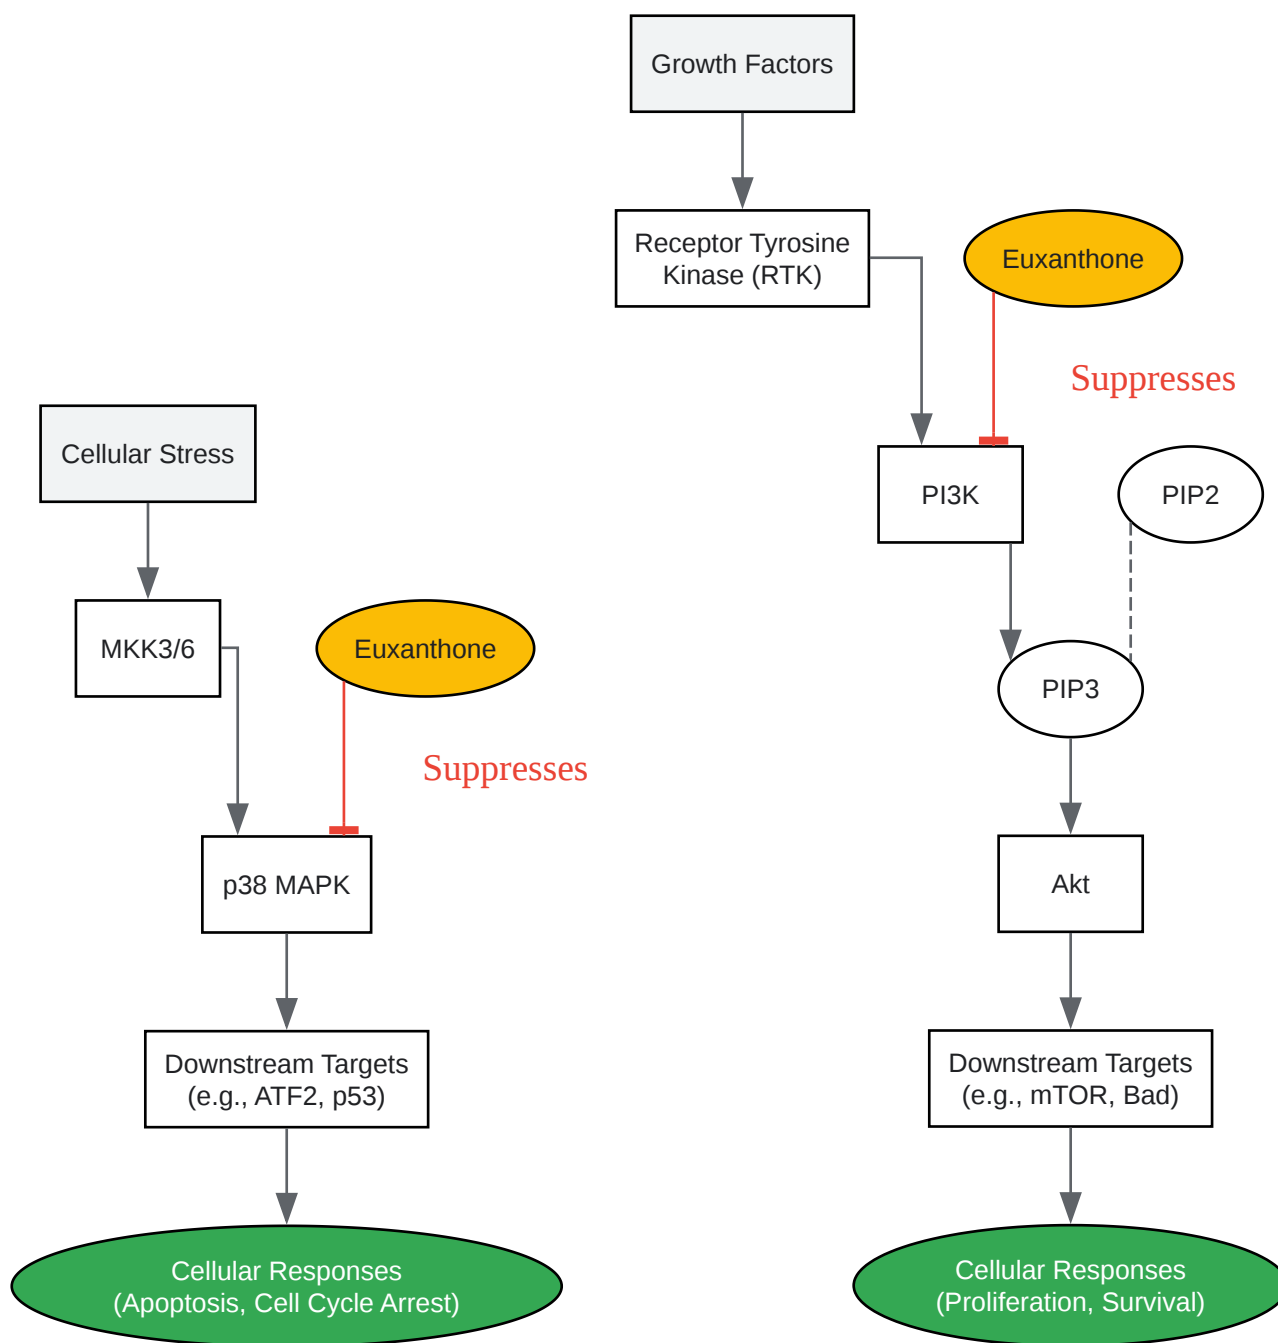 Growth Factors
Receptor Tyrosine
Kinase (RTK)
Euxanthone
Suppresses
Cellular Stress
PI3K
PIP2
MKK3/6
Euxanthone
PIP3
Suppresses
p38 MAPK
Akt
Downstream Targets
(e.g., ATF2, p53)
Downstream Targets
(e.g., mTOR, Bad)
Cellular Responses
(Apoptosis, Cell Cycle Arrest)
Cellular Responses
(Proliferation, Survival)